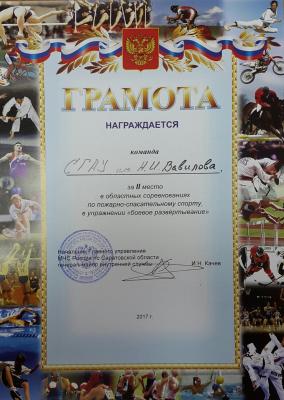 ГРАМОТА
НАГРАЖДАЕТСЯ
команда
СГАУ им. Н.И. Вавилова
за II место
в областных соревнованиях
по пожарно-спасательному спорту,
в упражнении «боевое развёртывание»
Начальник Главного управления
МЧС России по Саратовской области
генерал-майор внутренней службы И.Н. Качев
2017 г.